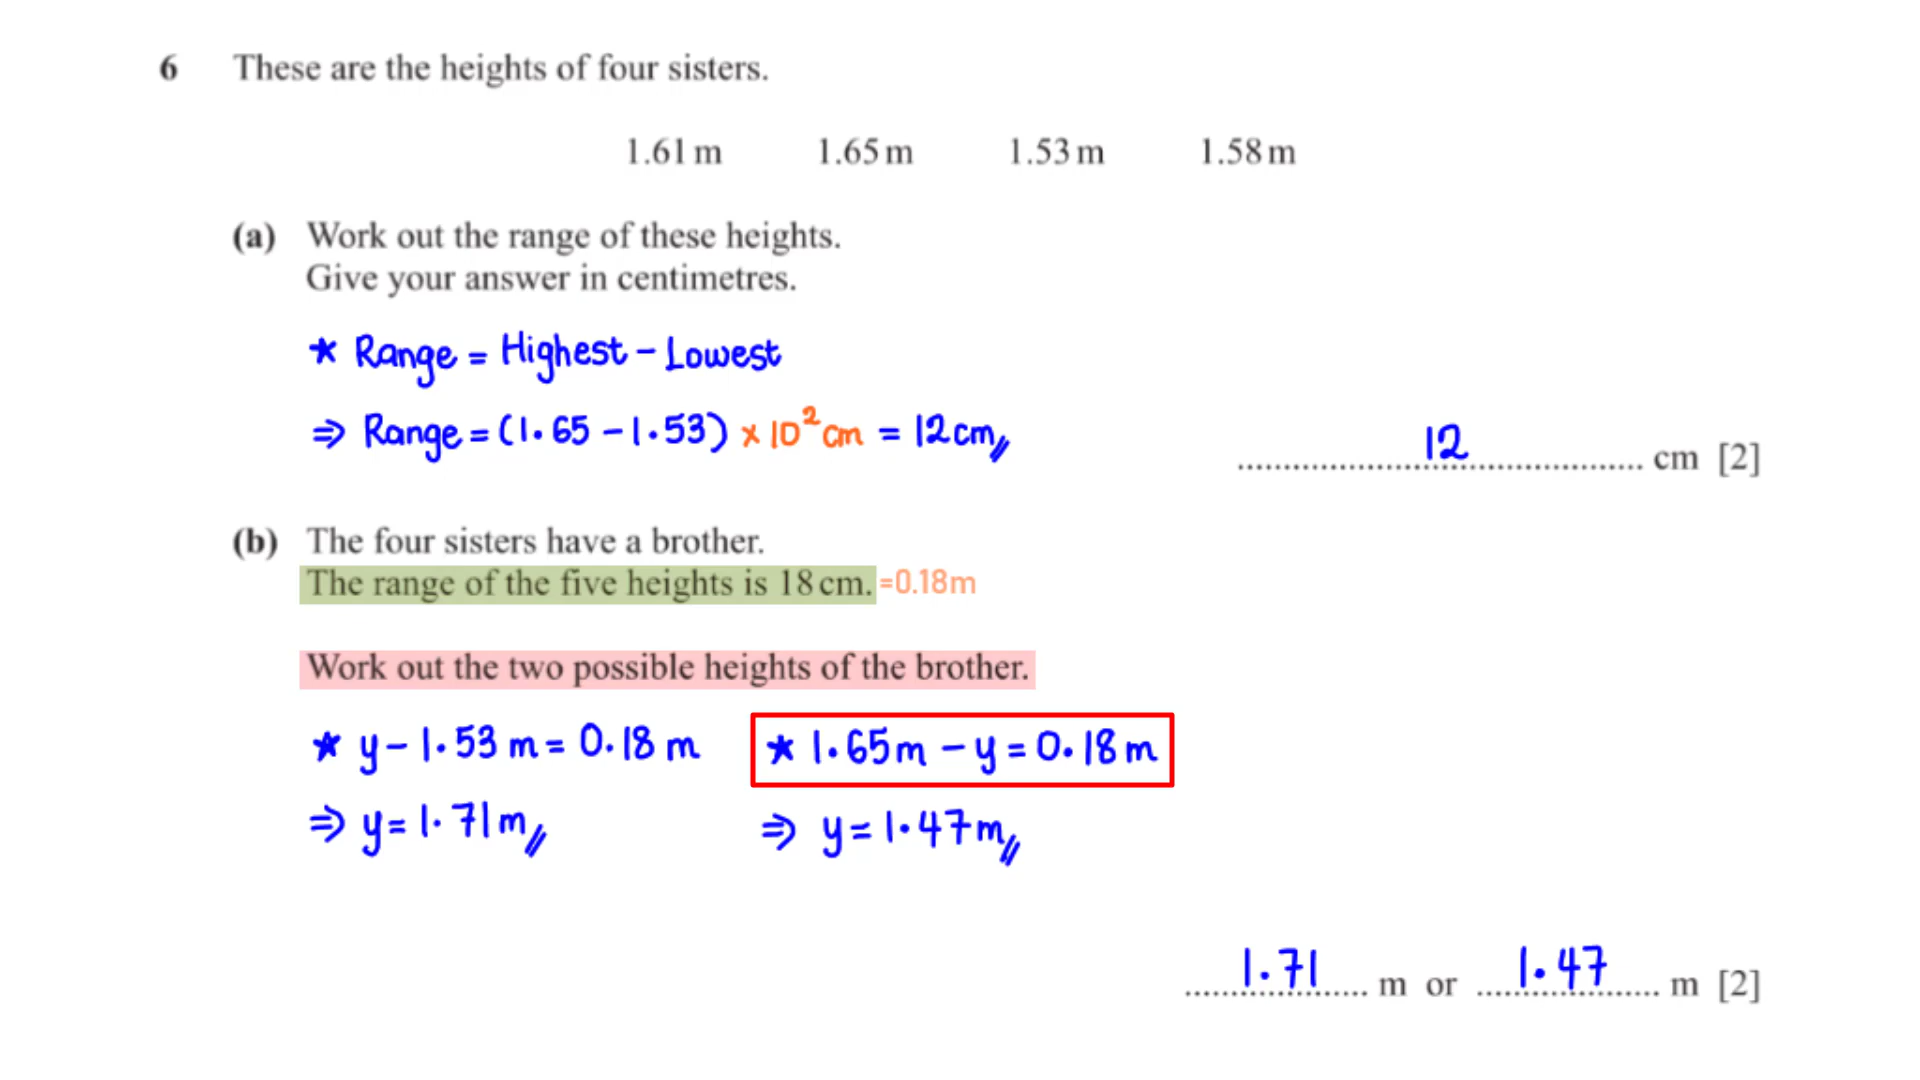 6 These are the heights of four sisters.
1.61 m 1.65 m 1.53 m 1.58 m
(a) Work out the range of these heights.
Give your answer in centimetres.
* Range = Highest - Lowest
⇒ Range = (1.65 - 1.53) × 10² cm = 12 cm//
12
.......................................... cm [2]
(b) The four sisters have a brother.
The range of the five heights is 18 cm. =0.18m
Work out the two possible heights of the brother.
* y - 1.53 m = 0.18 m * 1.65 m - y = 0.18 m
⇒ y = 1.71 m// ⇒ y = 1.47 m//
1.71 1.47
.................... m or .................... m [2]